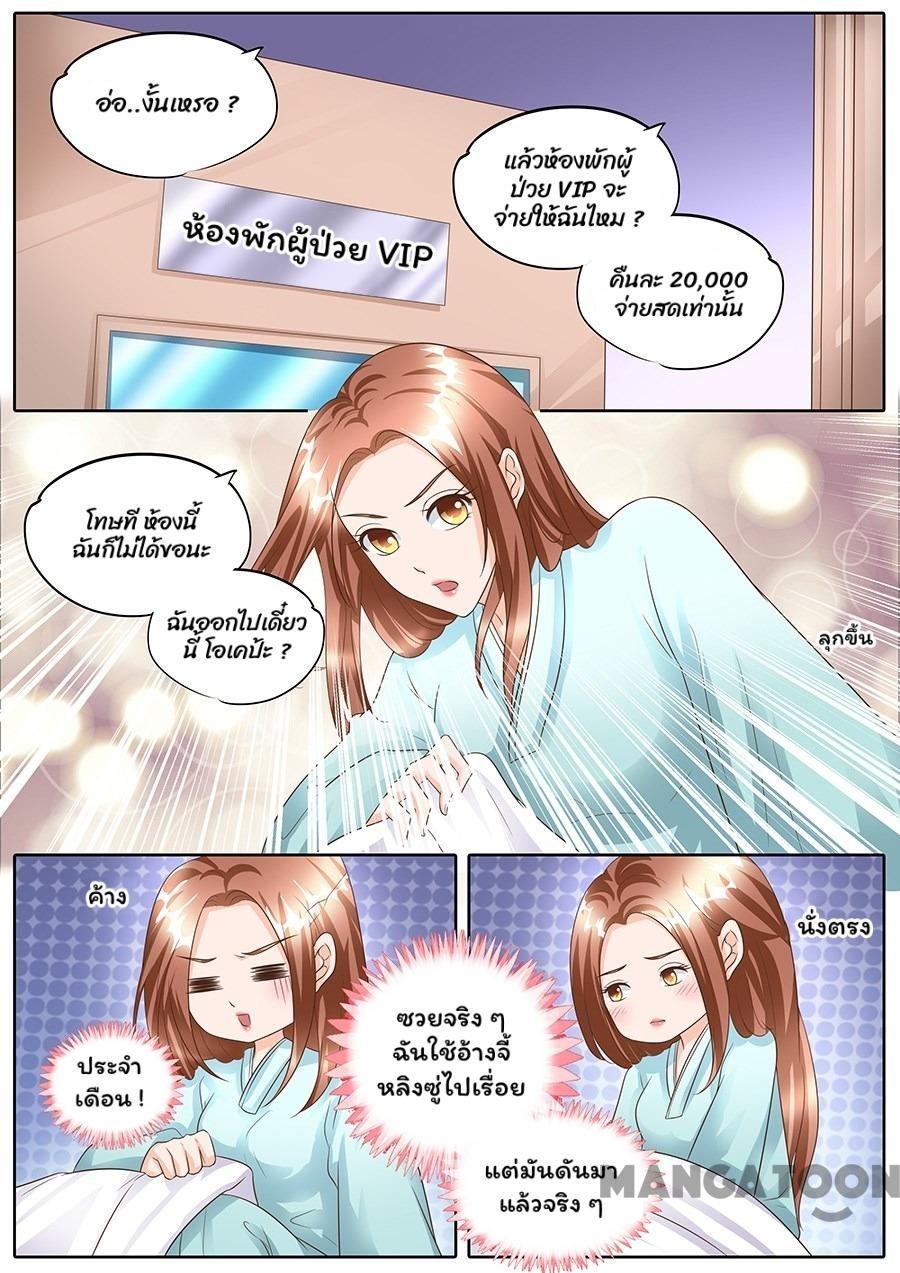 อ่อ..งั้นเหรอ ?
แล้วห้องพักผู้
ป่วย VIP จะ
จ่ายให้ฉันไหม ?
คืนละ 20,000
จ่ายสดเท่านั้น
ห้องพักผู้ป่วย VIP
โทษที ห้องนี้
ฉันก็ไม่ได้ขอนะ
ฉันออกไปเดี๋ยว
นี้ โอเคป้ะ ?
ลุกขึ้น
ค้าง
ประจำ
เดือน !
ซวยจริง ๆ
ฉันใช้อ้างจี้
หลิงซู่ไปเรื่อย
นั่งตรง
แต่มันดันมา
แล้วจริง ๆ
MANGATOON